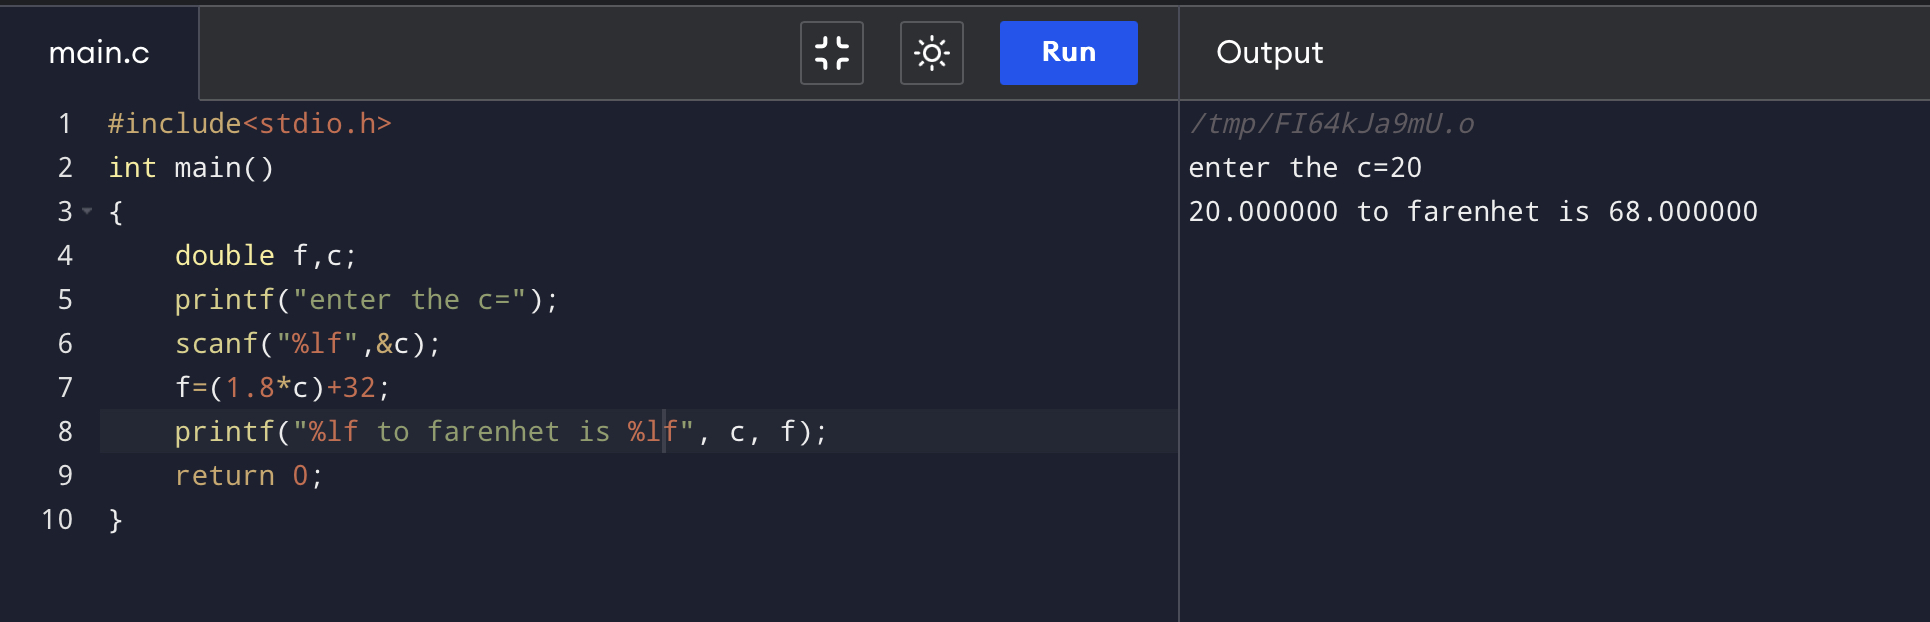 main.c
Run
Output
1 #include<stdio.h>
2 int main()
3 {
4     double f,c;
5     printf("enter the c=");
6     scanf("%lf",&c);
7     f=(1.8*c)+32;
8     printf("%lf to farenhet is %lf", c, f);
9     return 0;
10 }
/tmp/FI64kJa9mU.o
enter the c=20
20.000000 to farenhet is 68.000000